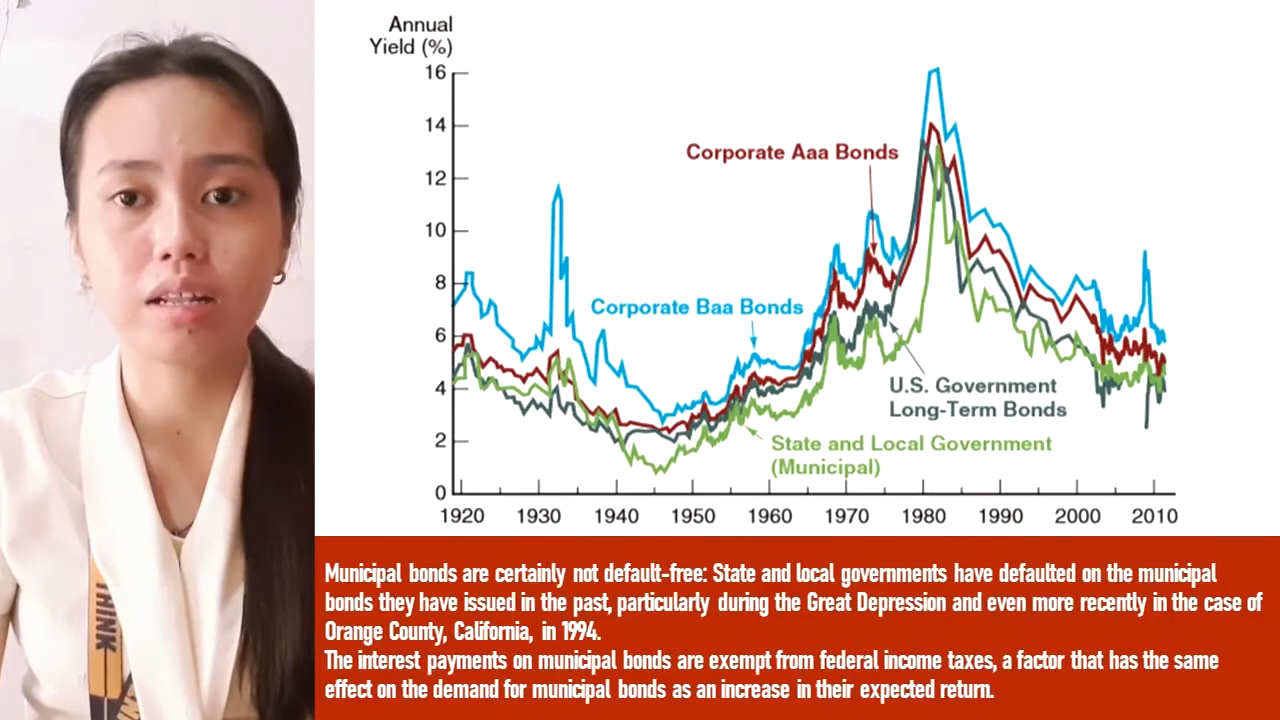 Annual
Yield (%)
16
14
12
10
8
6
4
2
0
Corporate Aaa Bonds
Corporate Baa Bonds
U.S. Government
Long-Term Bonds
State and Local Government
(Municipal)
1920 1930 1940 1950 1960 1970 1980 1990 2000 2010
THINK
Municipal bonds are certainly not default-free: State and local governments have defaulted on the municipal
bonds they have issued in the past, particularly during the Great Depression and even more recently in the case of
Orange County, California, in 1994.
The interest payments on municipal bonds are exempt from federal income taxes, a factor that has the same
effect on the demand for municipal bonds as an increase in their expected return.